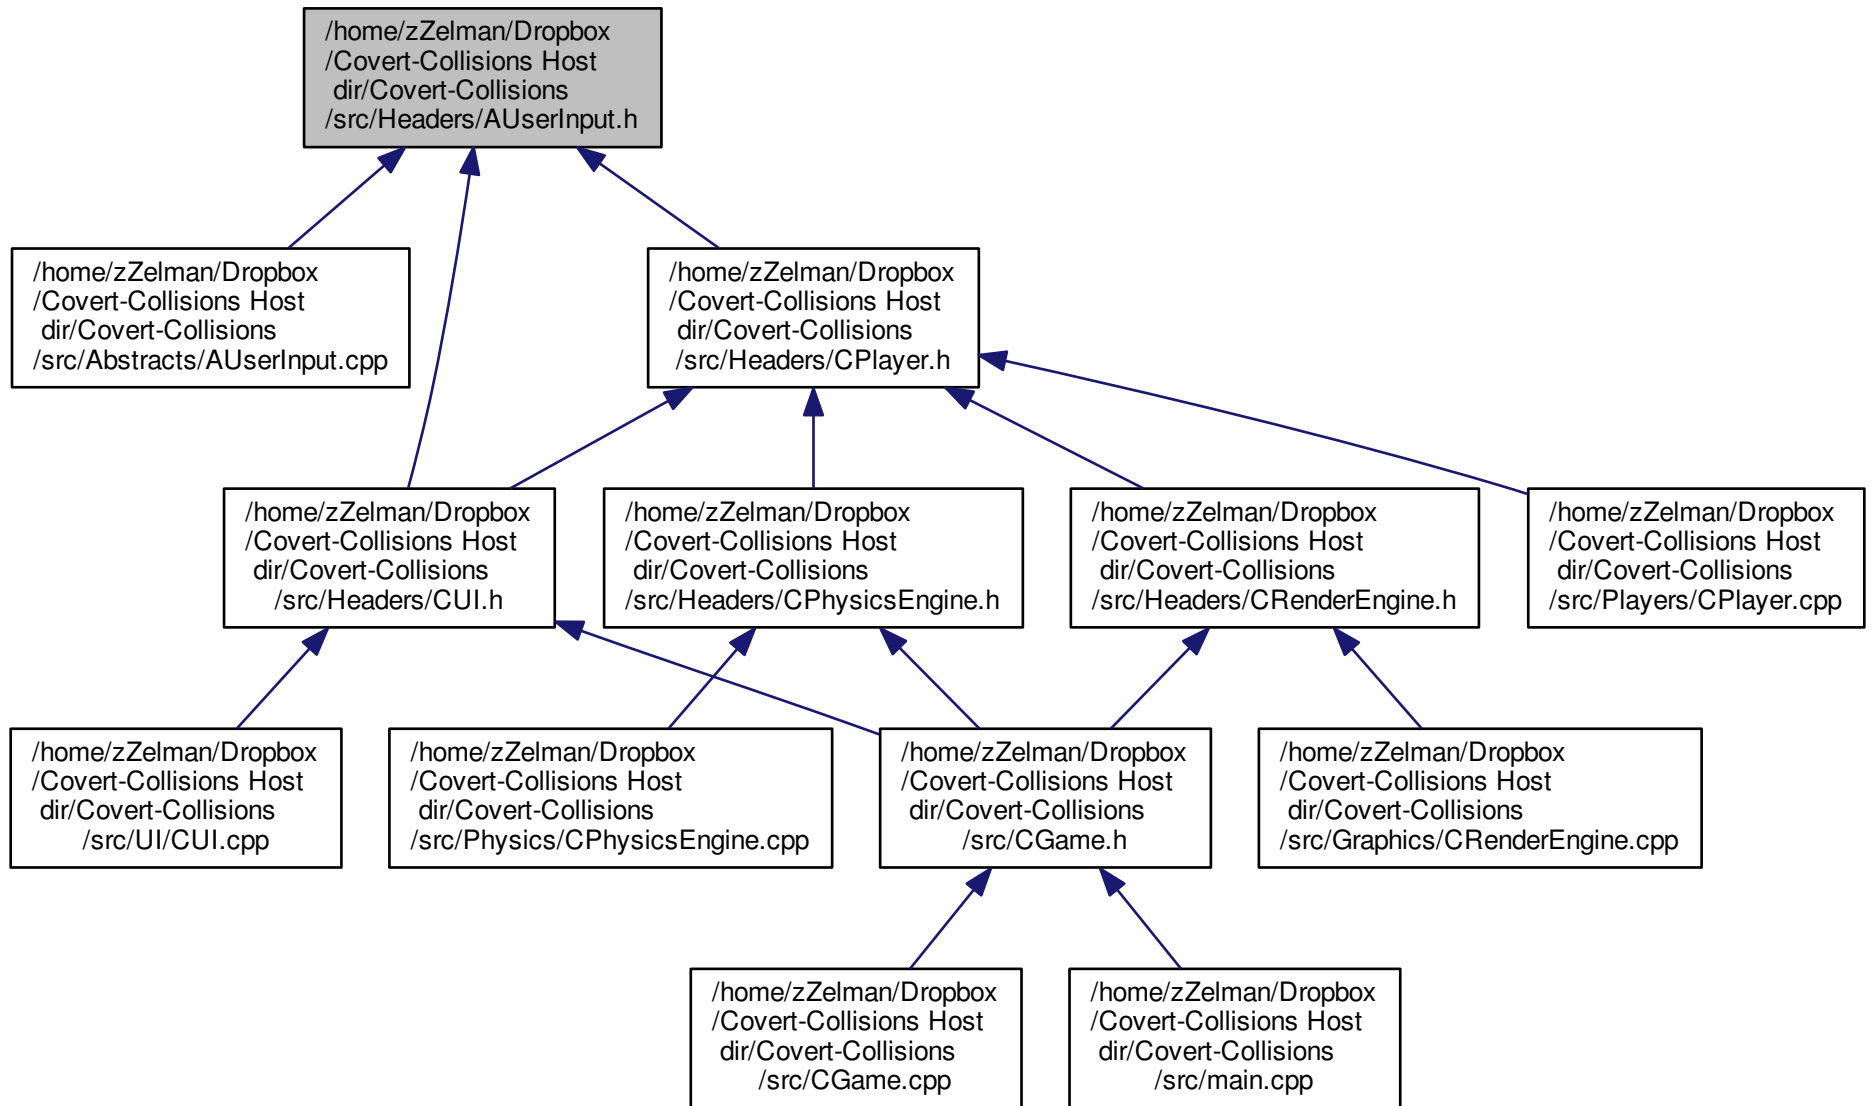 /home/zZelman/Dropbox
/Covert-Collisions Host
dir/Covert-Collisions
/src/Headers/AUserInput.h
/home/zZelman/Dropbox
/Covert-Collisions Host
dir/Covert-Collisions
/src/Abstracts/AUserInput.cpp
/home/zZelman/Dropbox
/Covert-Collisions Host
dir/Covert-Collisions
/src/Headers/CPlayer.h
/home/zZelman/Dropbox
/Covert-Collisions Host
dir/Covert-Collisions
/src/Headers/CUI.h
/home/zZelman/Dropbox
/Covert-Collisions Host
dir/Covert-Collisions
/src/Headers/CPhysicsEngine.h
/home/zZelman/Dropbox
/Covert-Collisions Host
dir/Covert-Collisions
/src/Headers/CRenderEngine.h
/home/zZelman/Dropbox
/Covert-Collisions Host
dir/Covert-Collisions
/src/Players/CPlayer.cpp
/home/zZelman/Dropbox
/Covert-Collisions Host
dir/Covert-Collisions
/src/UI/CUI.cpp
/home/zZelman/Dropbox
/Covert-Collisions Host
dir/Covert-Collisions
/src/Physics/CPhysicsEngine.cpp
/home/zZelman/Dropbox
/Covert-Collisions Host
dir/Covert-Collisions
/src/CGame.h
/home/zZelman/Dropbox
/Covert-Collisions Host
dir/Covert-Collisions
/src/Graphics/CRenderEngine.cpp
/home/zZelman/Dropbox
/Covert-Collisions Host
dir/Covert-Collisions
/src/CGame.cpp
/home/zZelman/Dropbox
/Covert-Collisions Host
dir/Covert-Collisions
/src/main.cpp